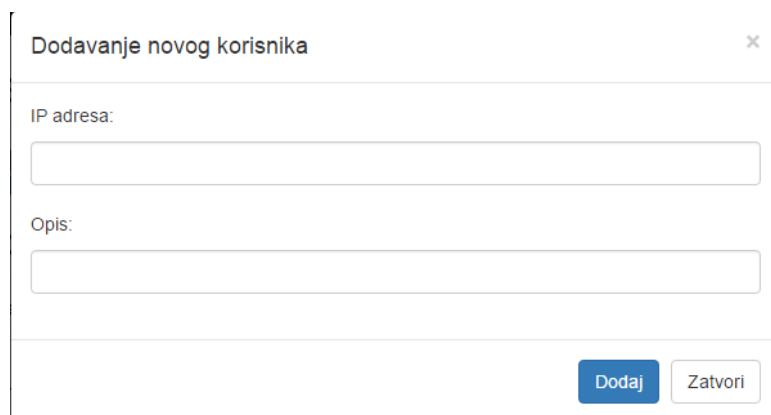 Dodavanje novog korisnika ×
IP adresa:
Opis:
Dodaj Zatvori